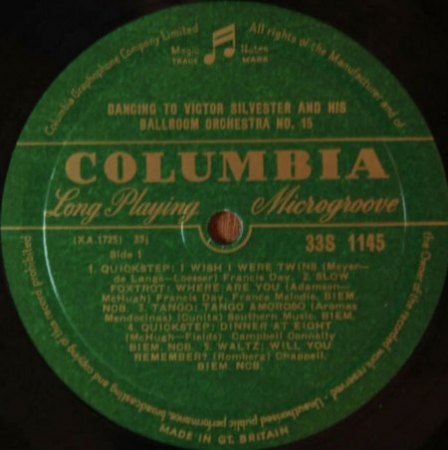 Columbia Graphophone Company Limited
All rights of the Manufacturer and of
the Owner of the recorded work reserved - Unauthorised public performance, broadcasting and copying of this record prohibited
Magic Notes
TRADE MARK
DANCING TO VICTOR SILVESTER AND HIS
BALLROOM ORCHESTRA NO. 15
COLUMBIA
Long Playing Microgroove
(XA.1725) 35j
33S 1145
Side 1
1. QUICKSTEP: I WISH I WERE TWINS (Meyer—
de Lange—Loesser) Francis Day. 2. SLOW
FOXTROT: WHERE ARE YOU (Adamson—
McHugh) Francis Day, France Melodie, BIEM.
NCB. 3. TANGO: TANGO AMOROSO
Mendocinas) Southern Music. BIEM.
4. QUICKSTEP: DINNER AT EIGHT
(McHugh—Fields) Campbell Connelly
BIEM. NCB. 5. WALTZ: WILL YOU
REMEMBER? (Romberg) Chappell.
BIEM. NCB.
MADE IN GT. BRITAIN